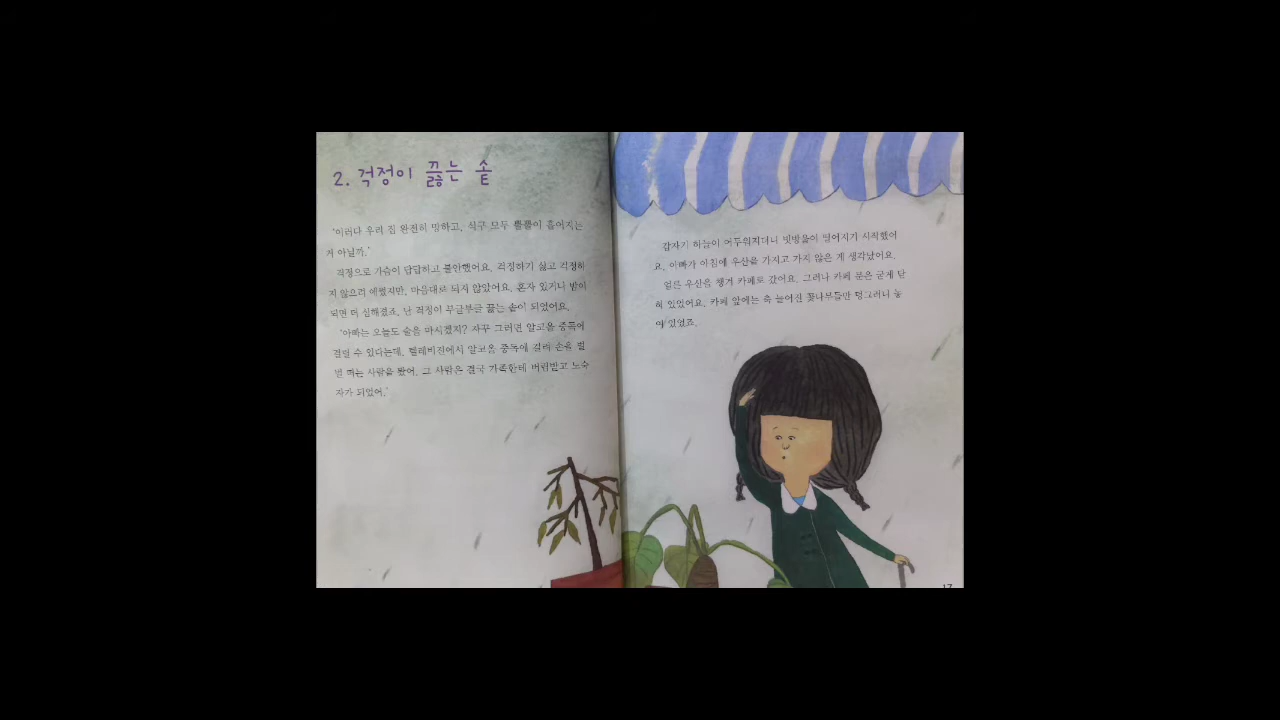 2. 걱정이 끓는 솥
'이러다 우리 집 완전히 망하고, 식구 모두 뿔뿔이 흩어지는
거 아닐까.'
걱정으로 가슴이 답답하고 불안했어요. 걱정하기 싫고 걱정하
지 않으려 애썼지만, 마음대로 되지 않았어요. 혼자 있거나 밤이
되면 더 심해졌죠. 난 걱정이 부글부글 끓는 솥이 되었어요.
'아빠는 오늘도 술을 마시겠지? 자꾸 그러면 알코올 중독에
걸릴 수 있다는데. 텔레비전에서 알코올 중독에 걸려 손을 벌
벌 떠는 사람을 봤어. 그 사람은 결국 가족한테 버림받고 노숙
자가 되었어.'
갑자기 하늘이 어두워지더니 빗방울이 떨어지기 시작했어
요. 아빠가 아침에 우산을 가지고 가지 않은 게 생각났어요.
얼른 우산을 챙겨 카페로 갔어요. 그러나 카페 문은 굳게 닫
혀 있었어요. 카페 앞에는 축 늘어진 꽃나무들만 덩그러니 놓
여 있었죠.
17